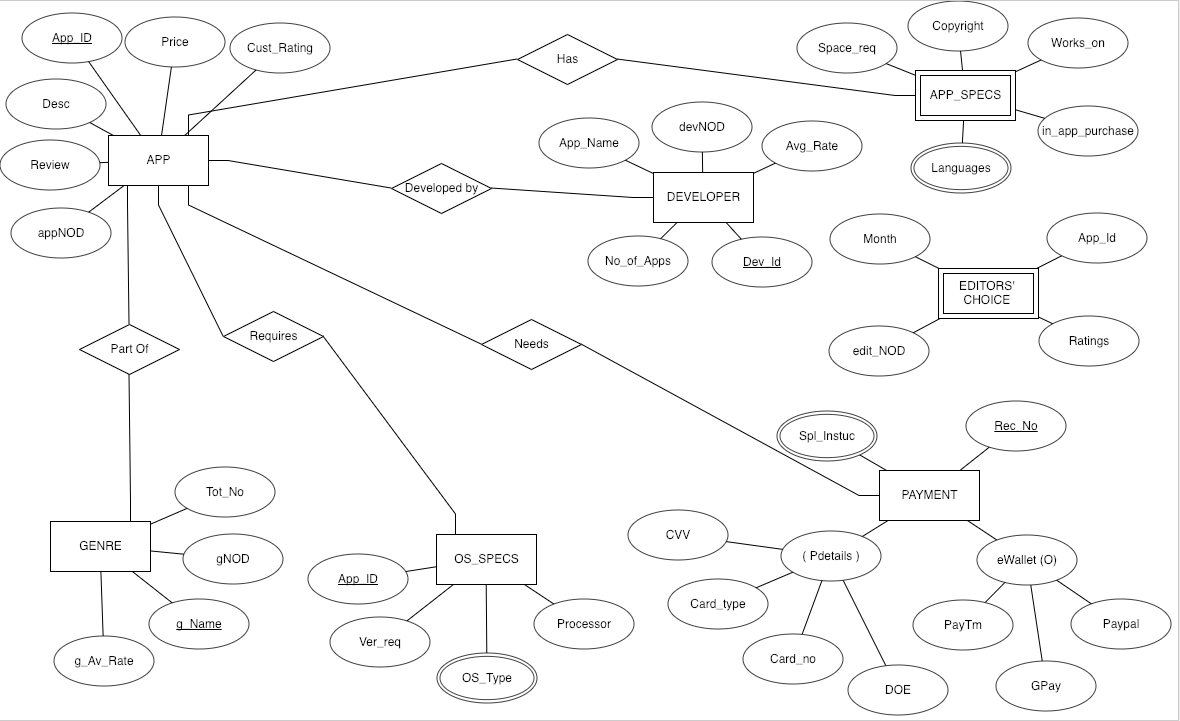 App_ID
Price
Cust_Rating
Desc
Review
appNOD
APP
Has
Space_req
Copyright
Works_on
APP_SPECS
in_app_purchase
Languages
Developed by
App_Name
devNOD
Avg_Rate
DEVELOPER
No_of_Apps
Dev_Id
Month
App_Id
EDITORS'
CHOICE
edit_NOD
Ratings
Part Of
Requires
Needs
Spl_Instuc
Rec_No
PAYMENT
CVV
( Pdetails )
eWallet (O)
Card_type
Card_no
DOE
PayTm
GPay
Paypal
Tot_No
GENRE
gNOD
g_Name
g_Av_Rate
OS_SPECS
App_ID
Ver_req
OS_Type
Processor